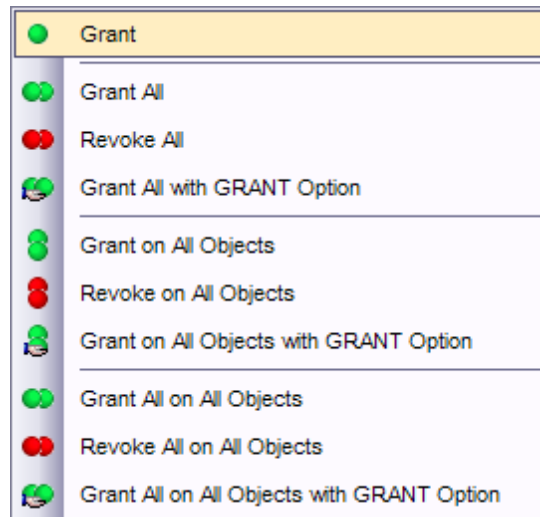 Grant
Grant All
Revoke All
Grant All with GRANT Option
Grant on All Objects
Revoke on All Objects
Grant on All Objects with GRANT Option
Grant All on All Objects
Revoke All on All Objects
Grant All on All Objects with GRANT Option